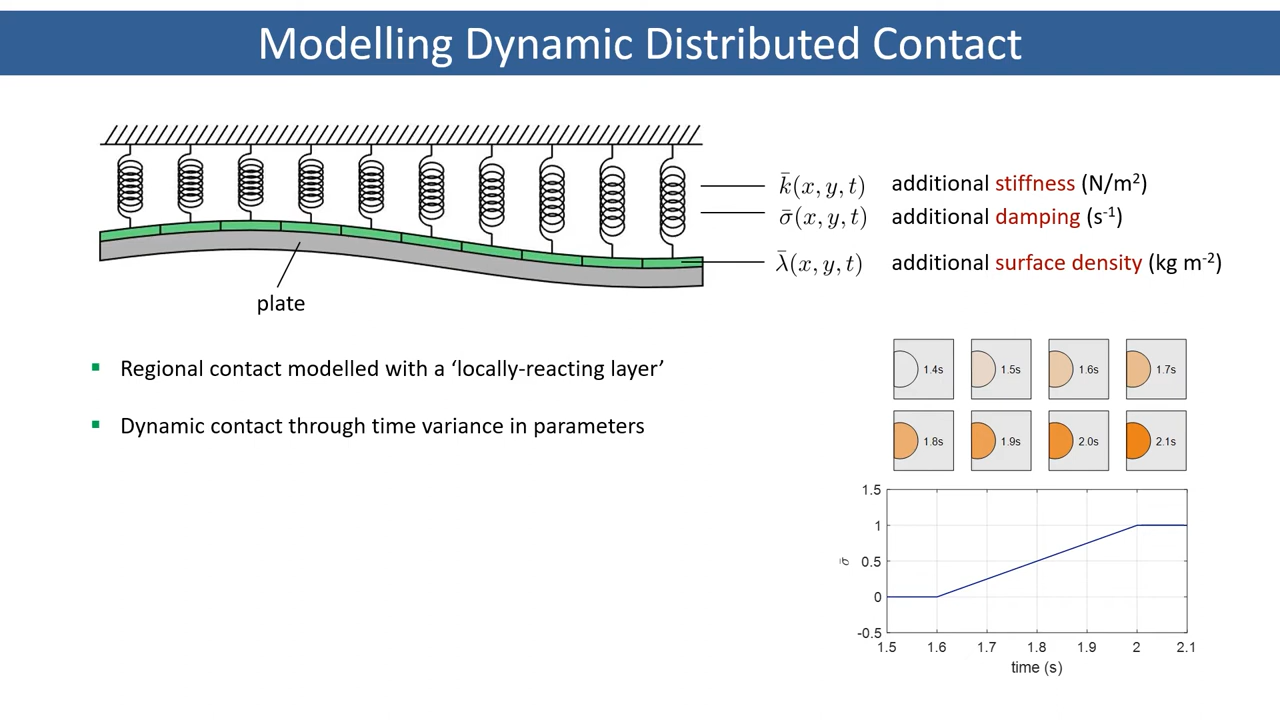 Modelling Dynamic Distributed Contact
k̄(x, y, t) additional stiffness (N/m²)
σ̄(x, y, t) additional damping (s⁻¹)
λ̄(x, y, t) additional surface density (kg m⁻²)
plate
▪ Regional contact modelled with a ‘locally-reacting layer’
▪ Dynamic contact through time variance in parameters
1.4s 1.5s 1.6s 1.7s
1.8s 1.9s 2.0s 2.1s
1.5
1
0.5
0
-0.5
σ̄
1.5 1.6 1.7 1.8 1.9 2 2.1
time (s)